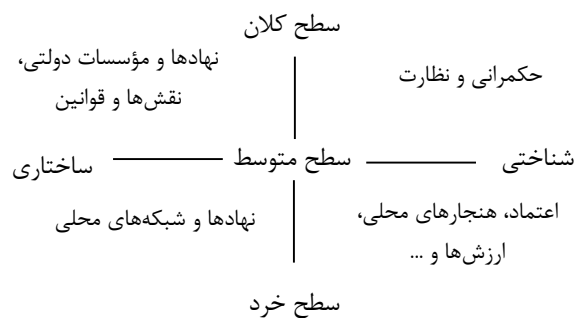 سطح کلان
حکمرانی و نظارت
نهادها و مؤسسات دولتی،
نقش‌ها و قوانین
شناختی
سطح متوسط
ساختاری
اعتماد، هنجارهای محلی،
ارزش‌ها و ...
نهادها و شبکه‌های محلی
سطح خرد